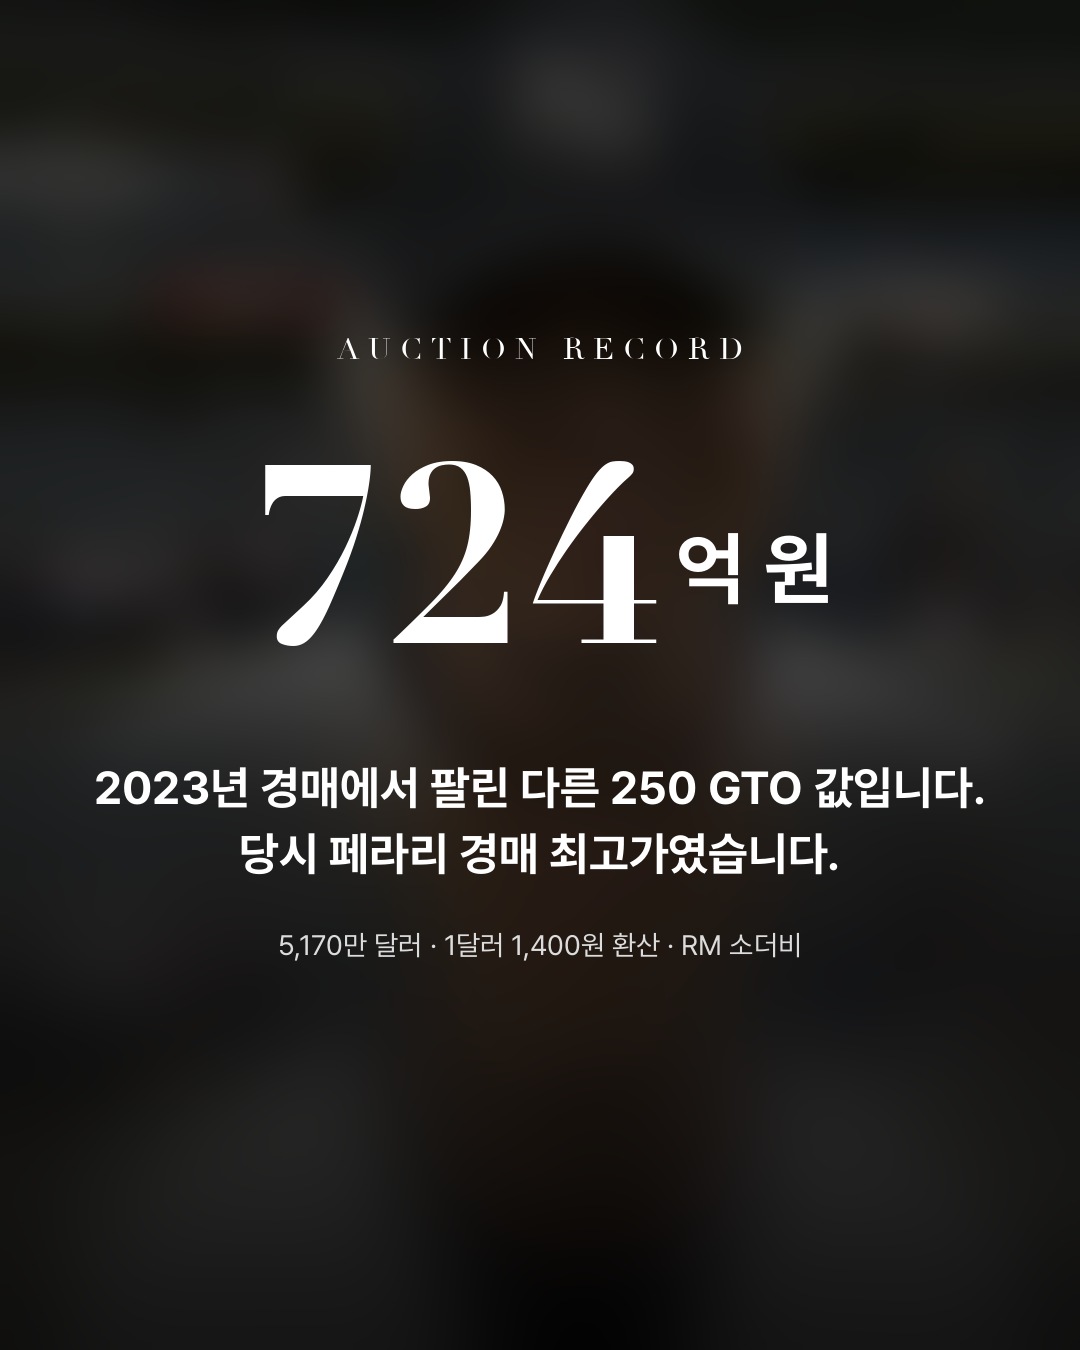 AUCTION RECORD
724억 원
2023년 경매에서 팔린 다른 250 GTO 값입니다.
당시 페라리 경매 최고가였습니다.
5,170만 달러 · 1달러 1,400원 환산 · RM 소더비